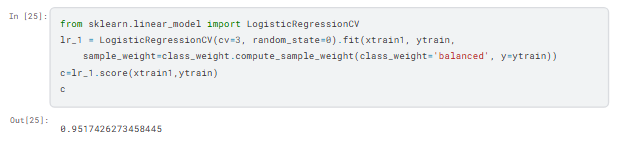 In [25]:
from sklearn.linear_model import LogisticRegressionCV
lr_1 = LogisticRegressionCV(cv=3, random_state=0).fit(xtrain1, ytrain,
    sample_weight=class_weight.compute_sample_weight(class_weight='balanced', y=ytrain))
c=lr_1.score(xtrain1,ytrain)
c
Out[25]:
0.9517426273458445